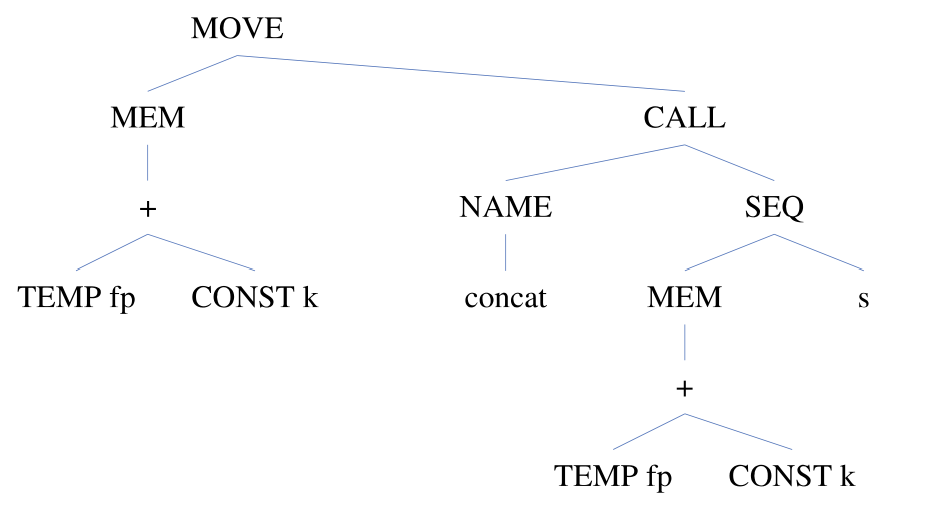 MOVE
MEM CALL
+ NAME SEQ
TEMP fp CONST k concat MEM s
+
TEMP fp CONST k